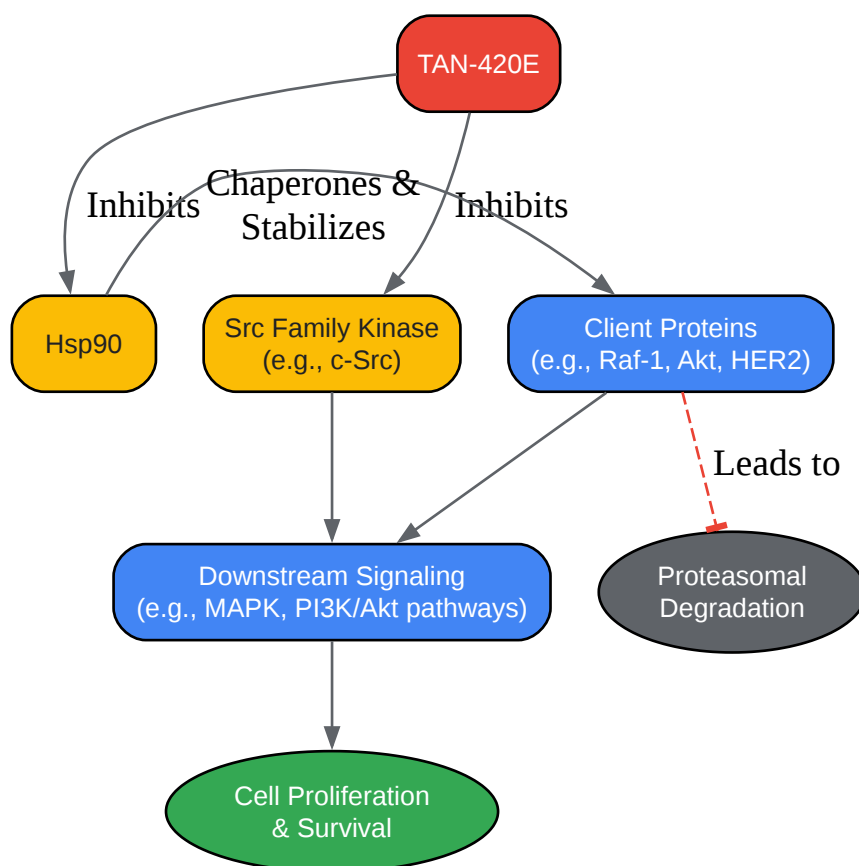 TAN-420E
Inhibits
Chaperones &
Stabilizes
Inhibits
Hsp90
Src Family Kinase
(e.g., c-Src)
Client Proteins
(e.g., Raf-1, Akt, HER2)
Leads to
Downstream Signaling
(e.g., MAPK, PI3K/Akt pathways)
Proteasomal
Degradation
Cell Proliferation
& Survival